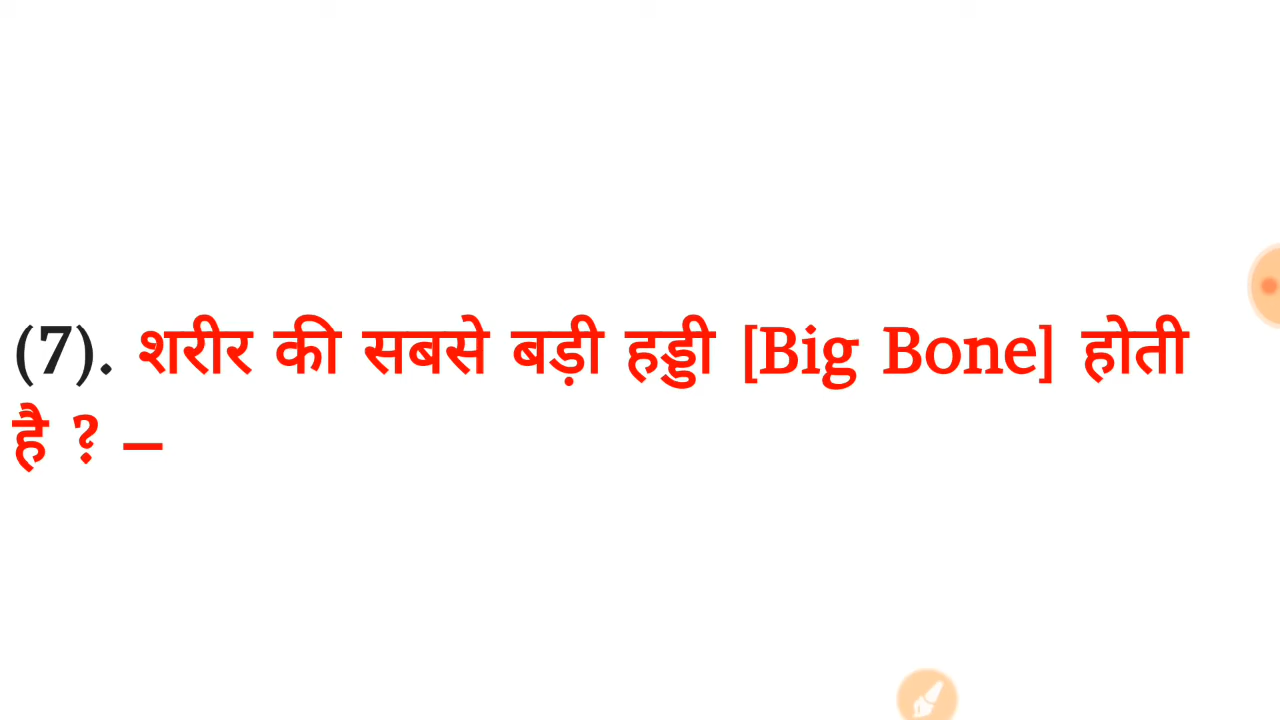 (7). शरीर की सबसे बड़ी हड्डी [Big Bone] होती
है ? –